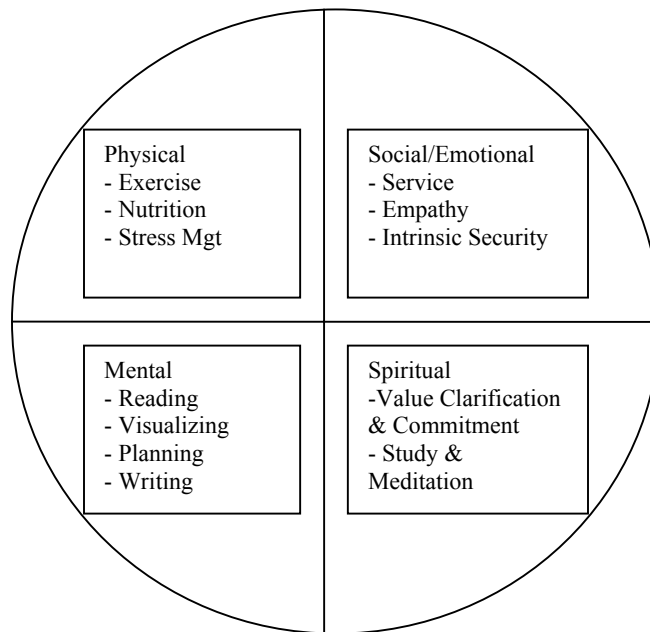 Physical
- Exercise
- Nutrition
- Stress Mgt
Social/Emotional
- Service
- Empathy
- Intrinsic Security
Mental
- Reading
- Visualizing
- Planning
- Writing
Spiritual
-Value Clarification
& Commitment
- Study &
Meditation